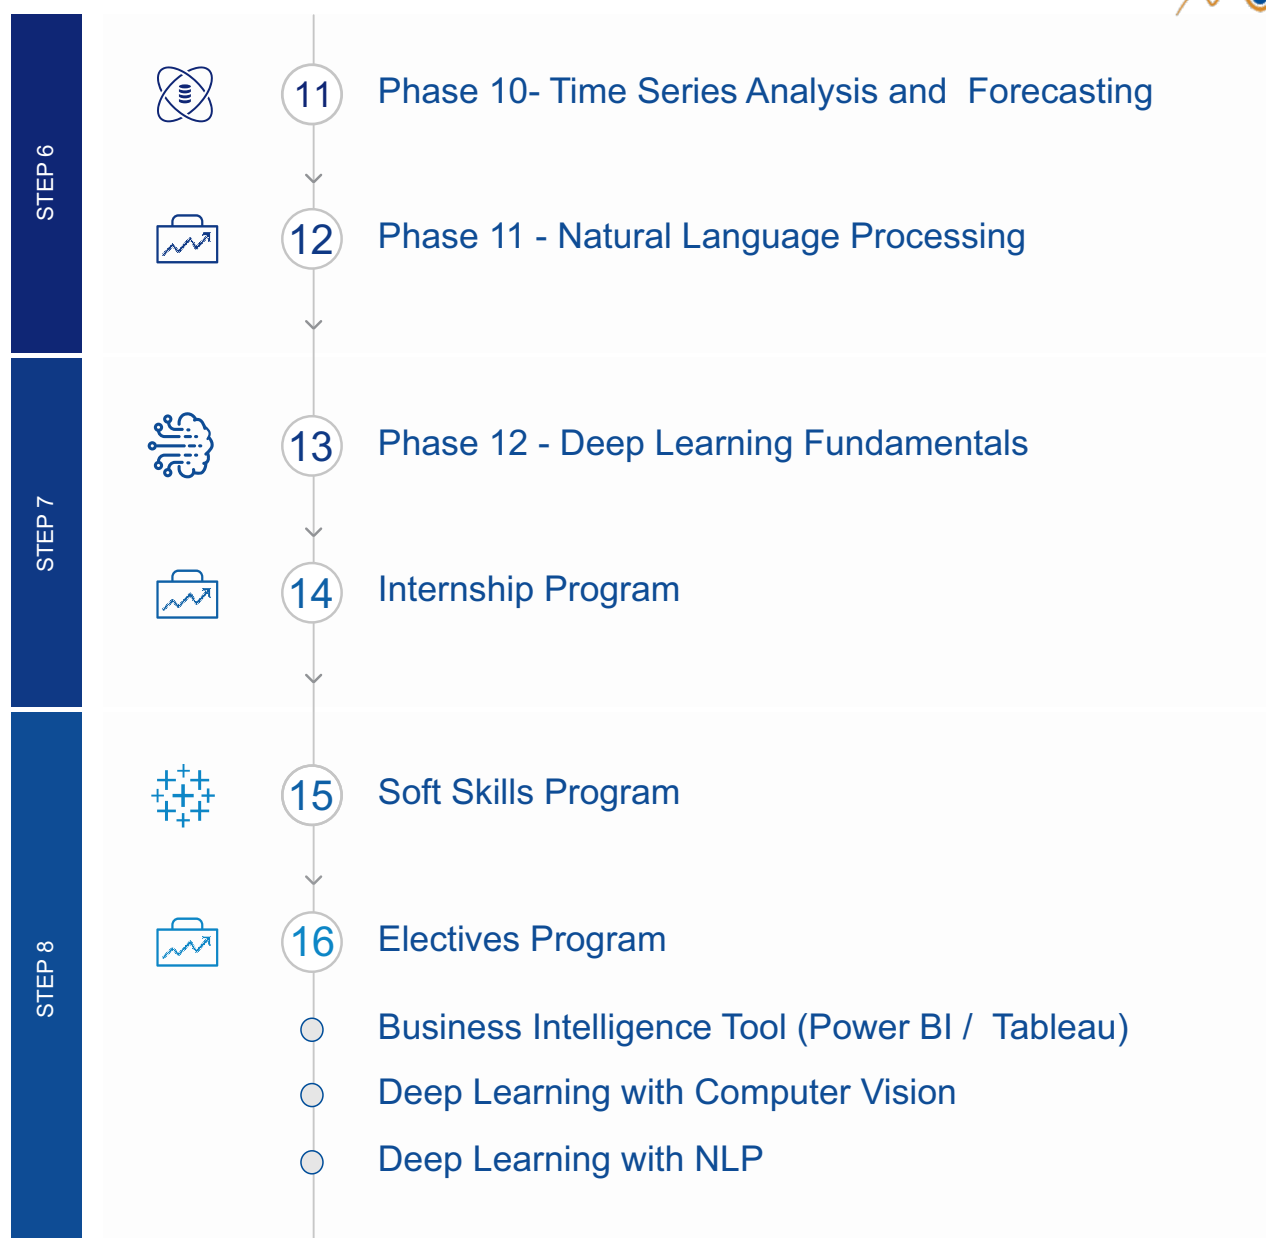 STEP 6
11
Phase 10- Time Series Analysis and  Forecasting
12
Phase 11 - Natural Language Processing
STEP 7
13
Phase 12 - Deep Learning Fundamentals
14
Internship Program
STEP 8
15
Soft Skills Program
16
Electives Program
Business Intelligence Tool (Power BI /  Tableau)
Deep Learning with Computer Vision
Deep Learning with NLP